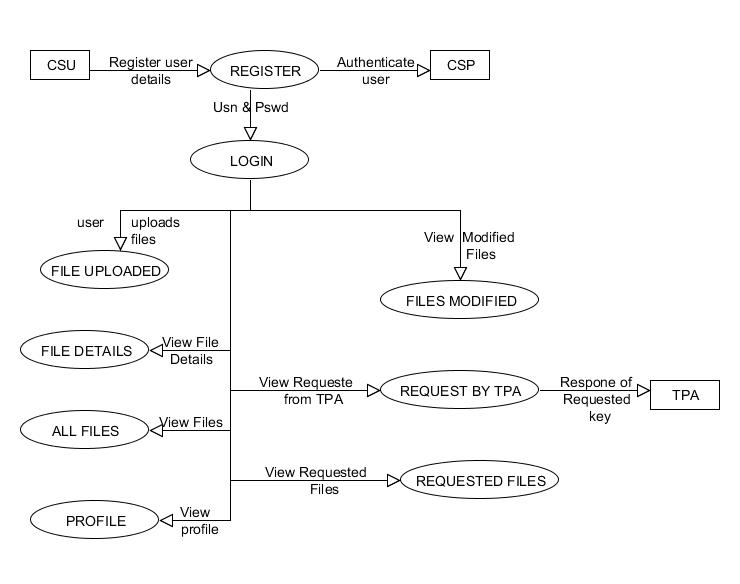 CSU
Register user
details
REGISTER
Authenticate
user
CSP
Usn & Pswd
LOGIN
user uploads
files
FILE UPLOADED
View Modified
Files
FILES MODIFIED
FILE DETAILS
View File
Details
View Requeste
from TPA
REQUEST BY TPA
Respone of
Requested
key
TPA
ALL FILES
View Files
View Requested
Files
REQUESTED FILES
PROFILE
View
profile